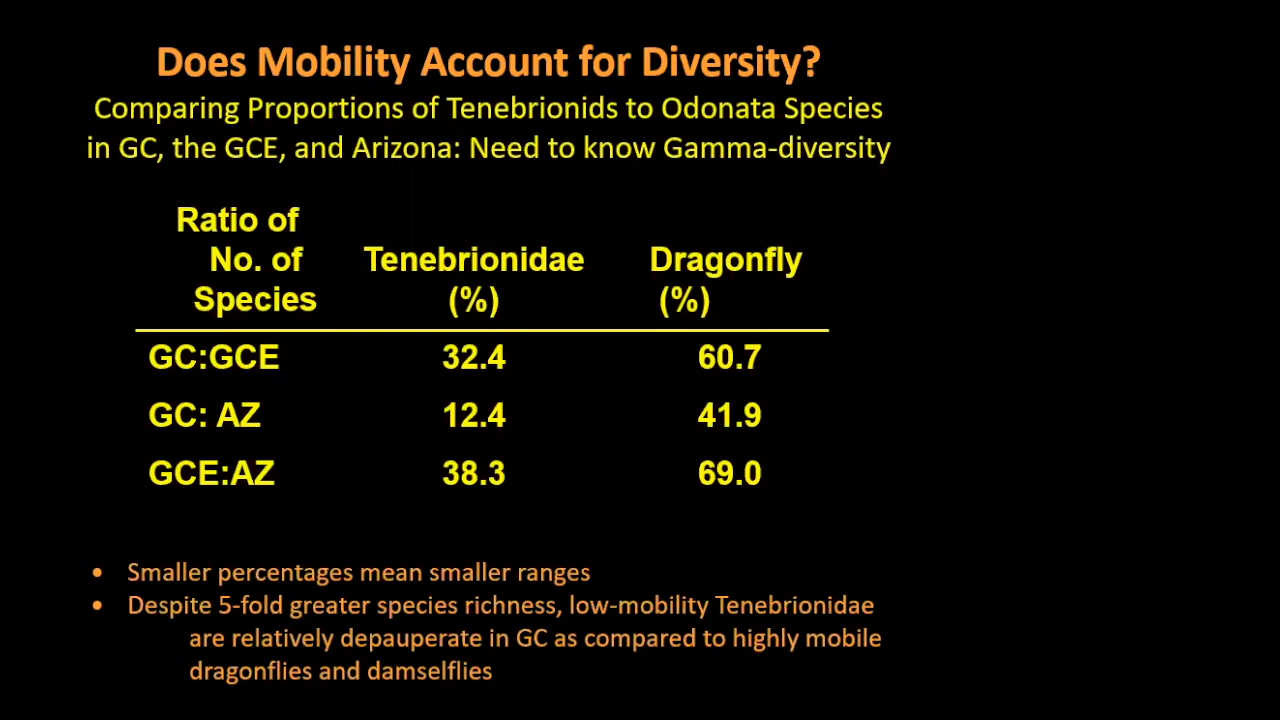 Does Mobility Account for Diversity?
Comparing Proportions of Tenebrionids to Odonata Species
in GC, the GCE, and Arizona: Need to know Gamma-diversity
Ratio of
No. of Tenebrionidae Dragonfly
Species (%) (%)
GC:GCE 32.4 60.7
GC: AZ 12.4 41.9
GCE:AZ 38.3 69.0
• Smaller percentages mean smaller ranges
• Despite 5-fold greater species richness, low-mobility Tenebrionidae
are relatively depauperate in GC as compared to highly mobile
dragonflies and damselflies